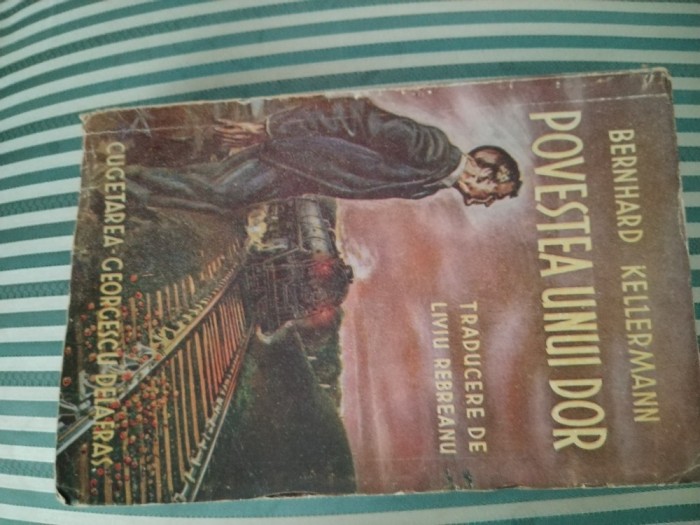 BERNHARD KELLERMANN
POVESTEA UNUI DOR
TRADUCERE DE
LIVIU REBREANU
CUGETAREA GEORGESCU DELAFRAS